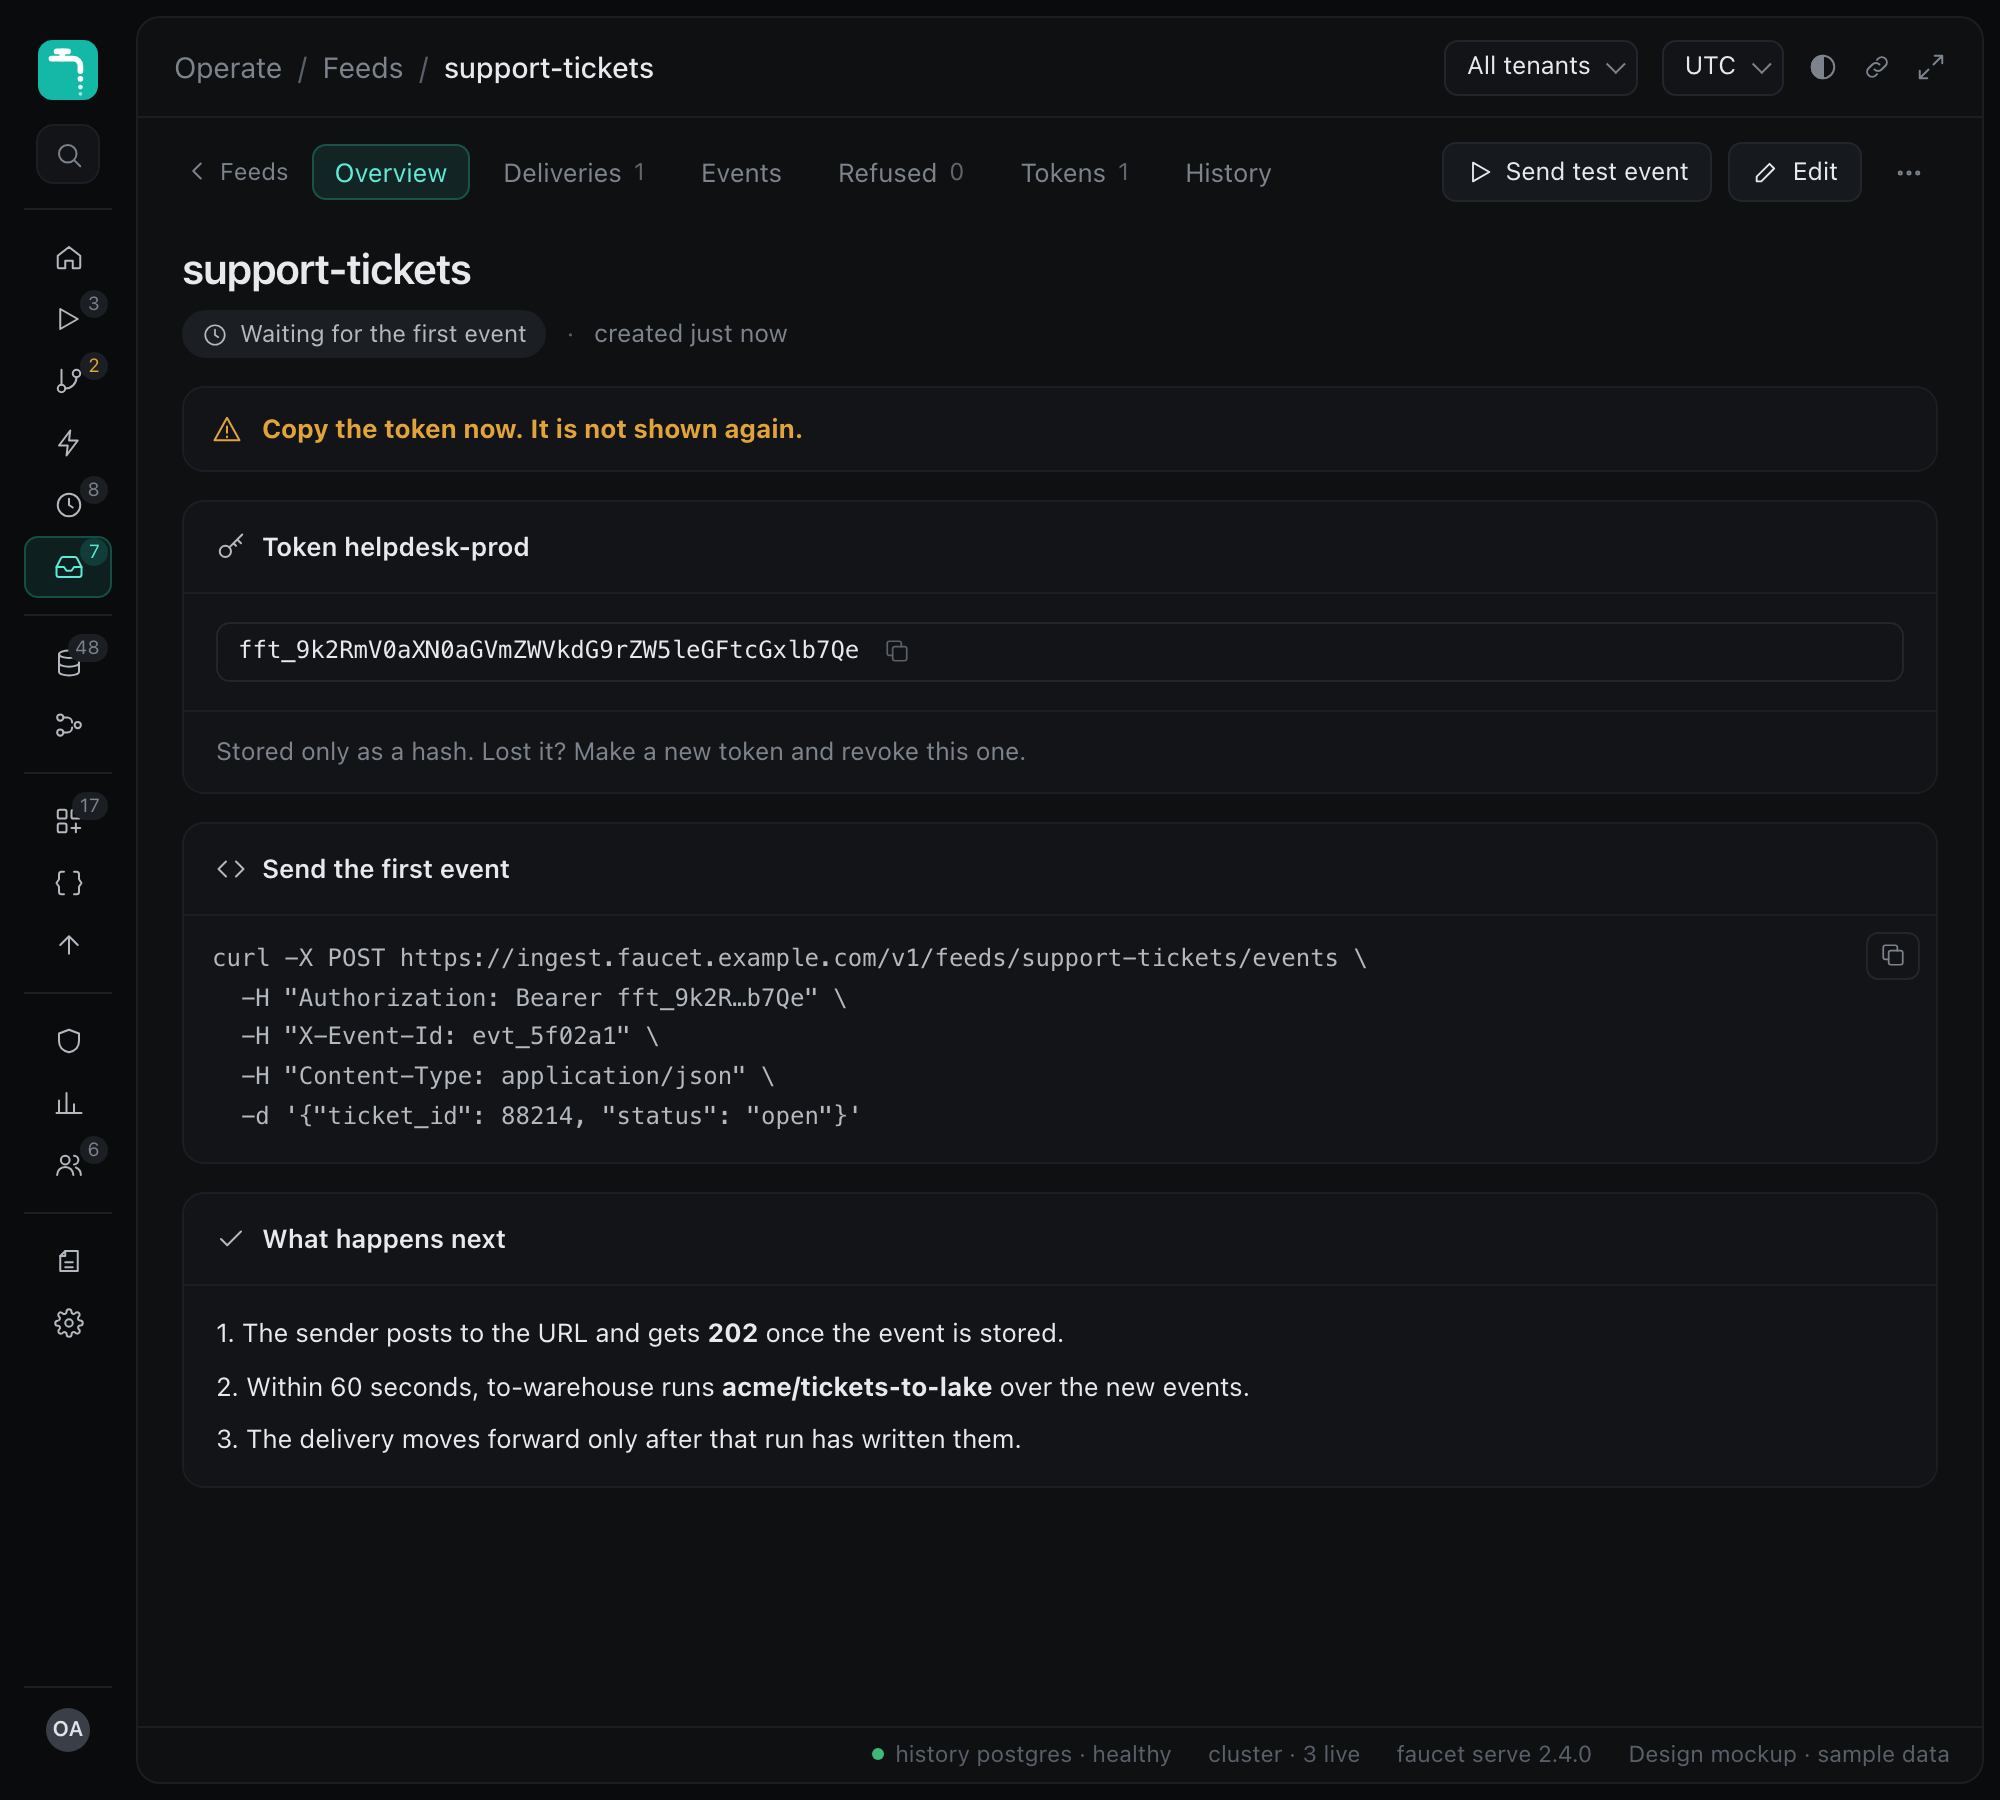 Operate / Feeds / support-tickets
All tenants
UTC
Feeds
Overview
Deliveries 1
Events
Refused 0
Tokens 1
History
Send test event
Edit
3
2
8
7
48
17
6
OA
support-tickets
Waiting for the first event · created just now
Copy the token now. It is not shown again.
Token helpdesk-prod
fft_9k2RmV0aXN0aGVmZWVkdG9rZW5leGFtcGxlb7Qe
Stored only as a hash. Lost it? Make a new token and revoke this one.
Send the first event
curl -X POST https://ingest.faucet.example.com/v1/feeds/support-tickets/events \
-H "Authorization: Bearer fft_9k2R…b7Qe" \
-H "X-Event-Id: evt_5f02a1" \
-H "Content-Type: application/json" \
-d '{"ticket_id": 88214, "status": "open"}'
What happens next
1. The sender posts to the URL and gets 202 once the event is stored.
2. Within 60 seconds, to-warehouse runs acme/tickets-to-lake over the new events.
3. The delivery moves forward only after that run has written them.
history postgres · healthy
cluster · 3 live
faucet serve 2.4.0
Design mockup · sample data